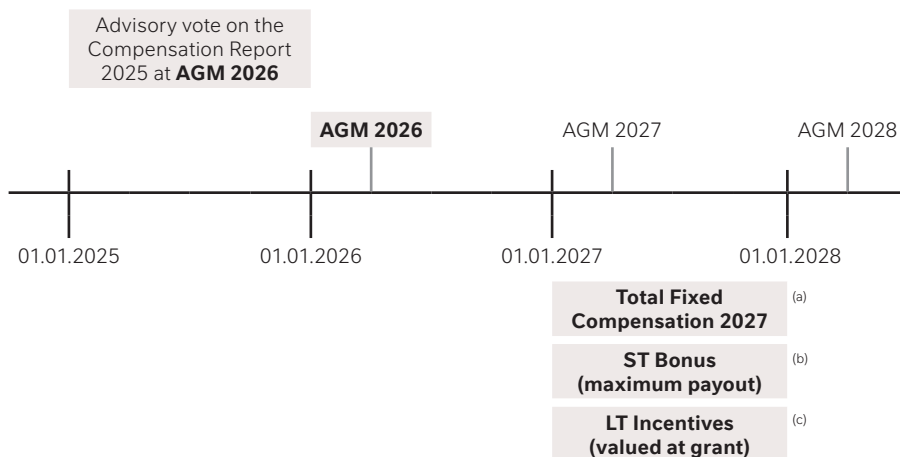 Advisory vote on the
Compensation Report
2025 at AGM 2026
AGM 2026
AGM 2027
AGM 2028
01.01.2025
01.01.2026
01.01.2027
01.01.2028
Total Fixed
Compensation 2027
(a)
ST Bonus
(maximum payout)
(b)
LT Incentives
(valued at grant)
(c)